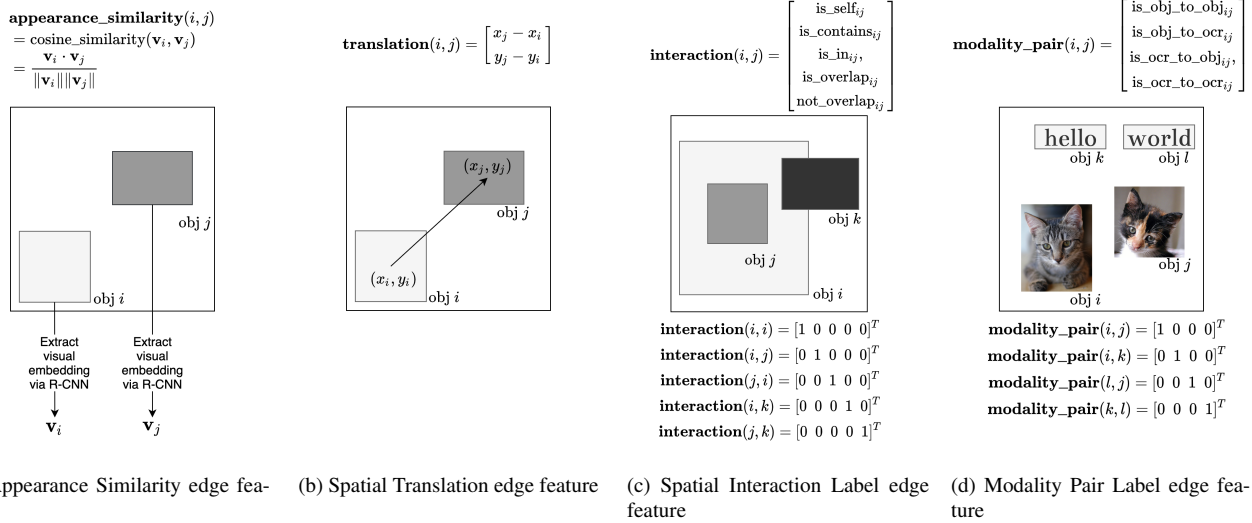 appearance_similarity(i, j)
= cosine_similarity(v_i, v_j)
= v_i · v_j / ‖v_i‖‖v_j‖
obj j
obj i
Extract
visual
embedding
via R-CNN
Extract
visual
embedding
via R-CNN
v_i
v_j
ppearance Similarity edge fea-
translation(i, j) = [ x_j − x_i
y_j − y_i ]
(x_j, y_j)
obj j
(x_i, y_i)
obj i
(b) Spatial Translation edge feature
interaction(i, j) =
is_self_ij
is_contains_ij
is_in_ij,
is_overlap_ij
not_overlap_ij
obj k
obj j
obj i
interaction(i, i) = [1 0 0 0 0]^T
interaction(i, j) = [0 1 0 0 0]^T
interaction(j, i) = [0 0 1 0 0]^T
interaction(i, k) = [0 0 0 1 0]^T
interaction(j, k) = [0 0 0 0 1]^T
(c) Spatial Interaction Label edge
feature
modality_pair(i, j) =
is_obj_to_obj_ij
is_obj_to_ocr_ij
is_ocr_to_obj_ij,
is_ocr_to_ocr_ij
hello
world
obj k
obj l
obj j
obj i
modality_pair(i, j) = [1 0 0 0]^T
modality_pair(i, k) = [0 1 0 0]^T
modality_pair(l, j) = [0 0 1 0]^T
modality_pair(k, l) = [0 0 0 1]^T
(d) Modality Pair Label edge fea-
ture